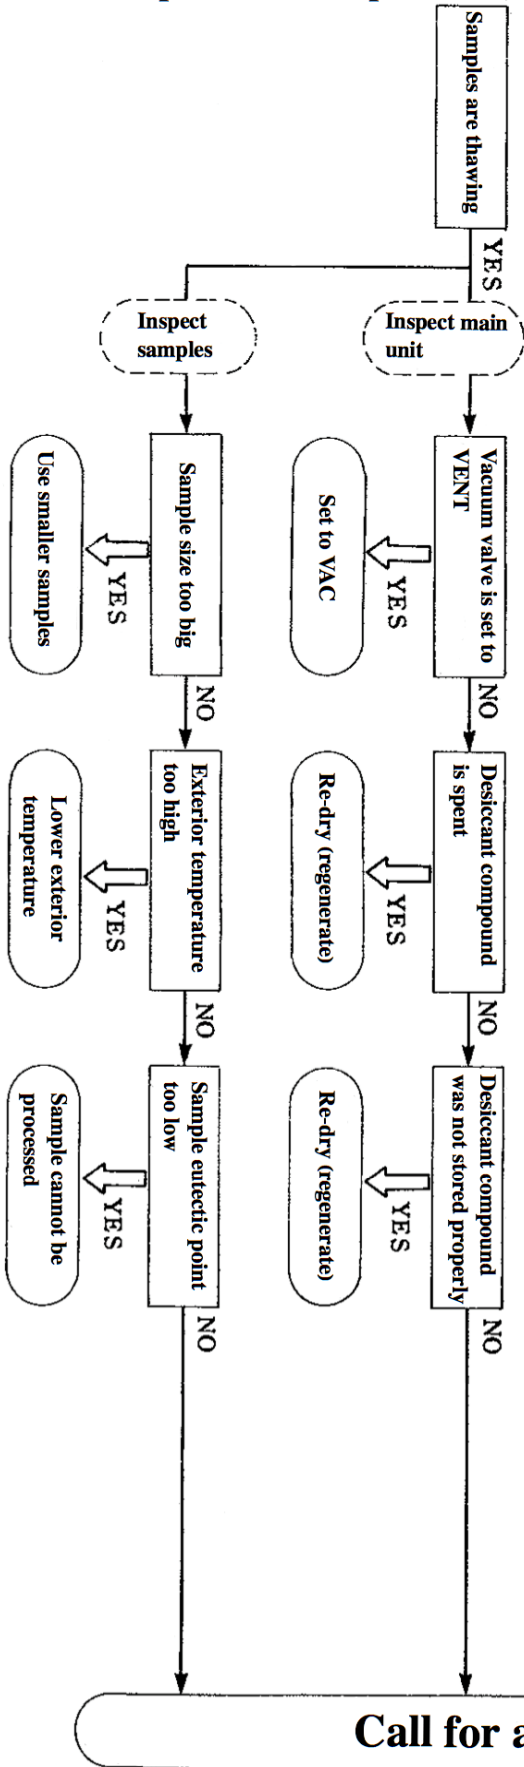 Samples are thawing
YES
Inspect main
unit
Vacuum valve is set to
VENT
YES
Set to VAC
NO
Desiccant compound
is spent
YES
Re-dry (regenerate)
NO
Desiccant compound
was not stored properly
YES
Re-dry (regenerate)
NO
Inspect
samples
Sample size too big
YES
Use smaller samples
NO
Exterior temperature
too high
YES
Lower exterior
temperature
NO
Sample eutectic point
too low
YES
Sample cannot be
processed
NO
Call for a